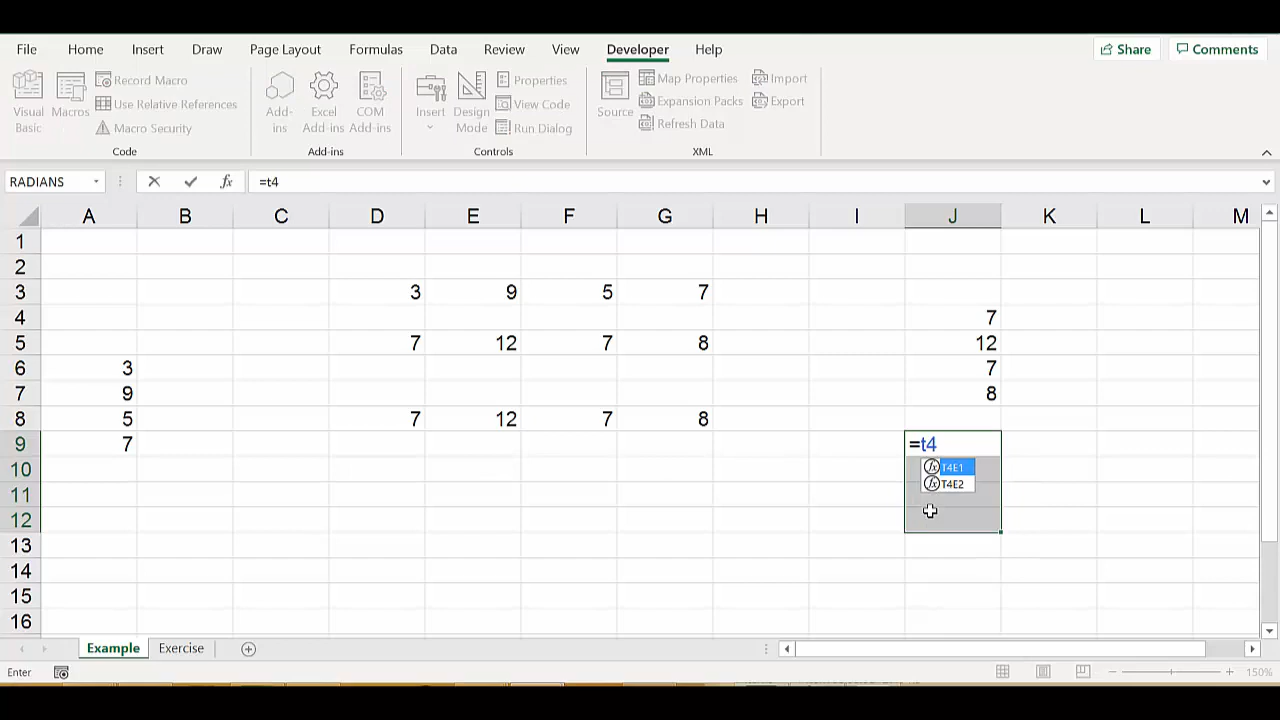 File Home Insert Draw Page Layout Formulas Data Review View Developer Help Share Comments
Record Macro Properties Map Properties Import
Use Relative References View Code Expansion Packs Export
Macro Security Run Dialog Refresh Data
Visual Basic Macros Add-ins Excel Add-ins COM Add-ins Insert Design Mode Source
Code Add-ins Controls XML
RADIANS fx =t4
A B C D E F G H I J K L M
1
2
3 3 9 5 7
4 7
5 7 12 7 8 12
6 3 7
7 9 8
8 5 7 12 7 8
9 7 =t4
10 fx T4E1
fx T4E2
11
12
13
14
15
16
Example Exercise
Enter 150%